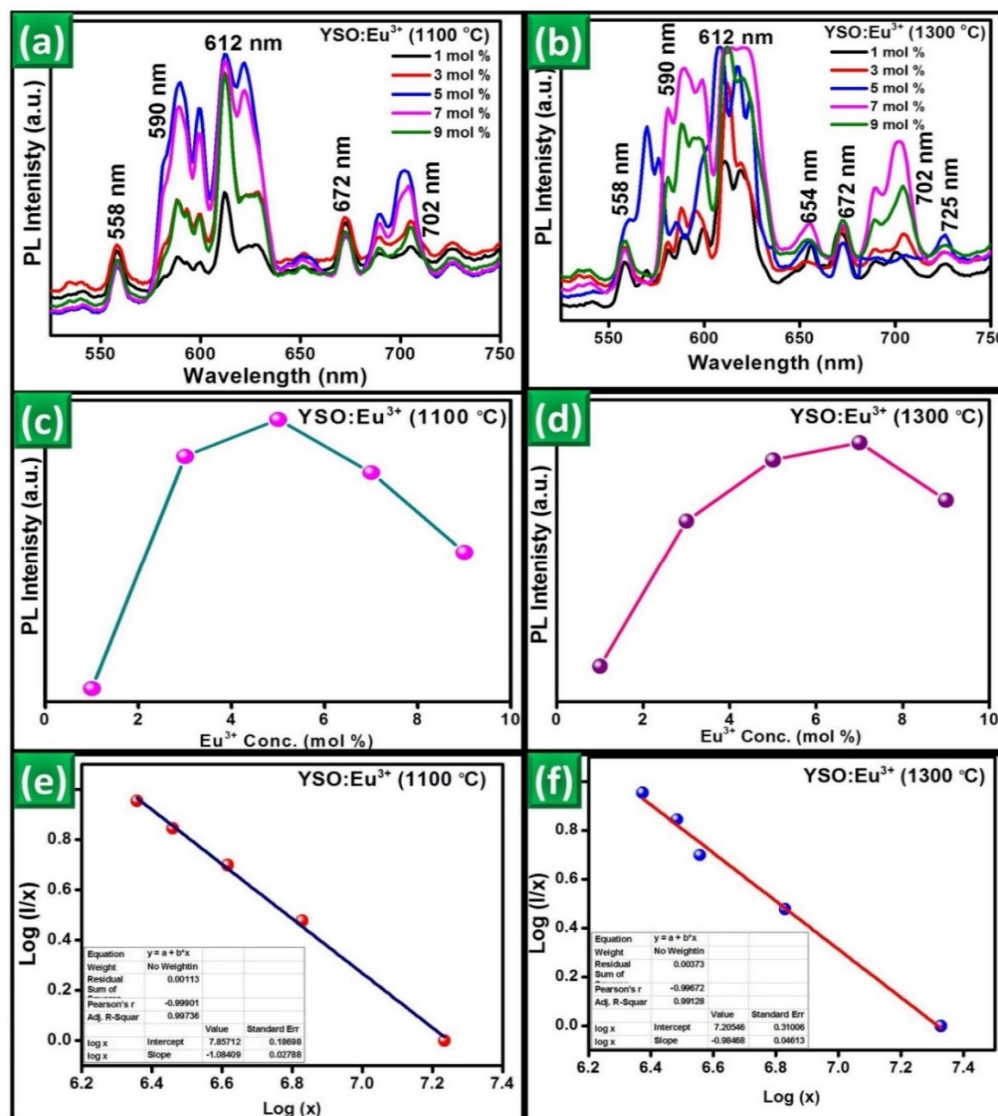 (a)
YSO:Eu³⁺ (1100 °C)
612 nm
1 mol %
3 mol %
5 mol %
7 mol %
9 mol %
590 nm
558 nm
672 nm
702 nm
PL Intenisty (a.u.)
550 600 650 700 750
Wavelength (nm)
(b)
YSO:Eu³⁺ (1300 °C)
612 nm
1 mol %
3 mol %
5 mol %
7 mol %
9 mol %
590 nm
558 nm
654 nm
672 nm
702 nm
725 nm
PL Intenisty (a.u.)
550 600 650 700 750
Wavelength (nm)
(c)
YSO:Eu³⁺ (1100 °C)
PL Intenisty (a.u.)
0 2 4 6 8 10
Eu³⁺ Conc. (mol %)
(d)
YSO:Eu³⁺ (1300 °C)
PL Intenisty (a.u.)
0 2 4 6 8 10
Eu³⁺ Conc. (mol %)
(e)
YSO:Eu³⁺ (1100 °C)
Log (I/x)
0.8
0.6
0.4
0.2
0.0
Equation y = a + b*x
Weight No Weightin
Residual 0.00113
Sum of
Pearson's r -0.99901
Adj. R-Squar 0.99736
Value Standard Err
log x Intercept 7.85712 0.18698
log x Slope -1.08409 0.02788
6.2 6.4 6.6 6.8 7.0 7.2 7.4
Log (x)
(f)
YSO:Eu³⁺ (1300 °C)
Log (I/x)
0.8
0.6
0.4
0.2
0.0
Equation y = a + b*x
Weight No Weightin
Residual 0.00373
Sum of
Pearson's r -0.99672
Adj. R-Squar 0.99128
Value Standard Err
log x Intercept 7.20546 0.31006
log x Slope -0.98468 0.04613
6.2 6.4 6.6 6.8 7.0 7.2 7.4
Log (x)